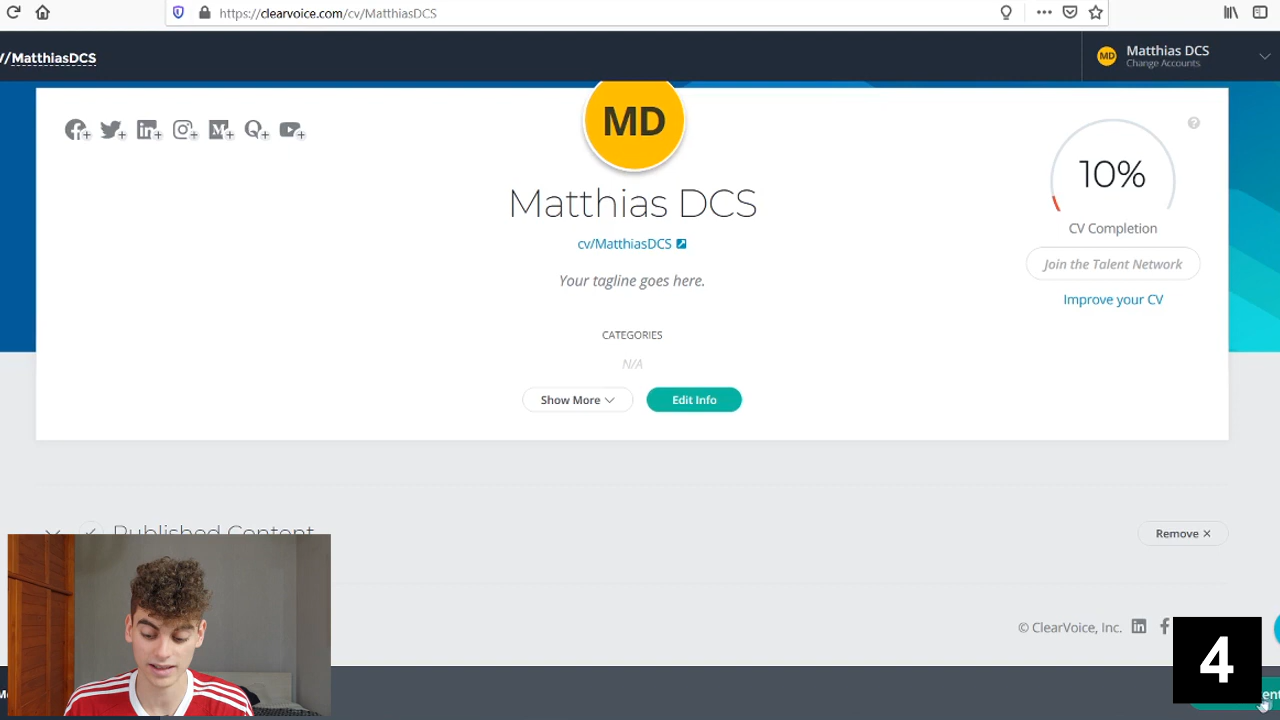 https://clearvoice.com/cv/MatthiasDCS
/MatthiasDCS
MD
Matthias DCS
Change Accounts
MD
10%
Matthias DCS
CV Completion
cv/MatthiasDCS
Join the Talent Network
Your tagline goes here.
Improve your CV
CATEGORIES
N/A
Show More
Edit Info
Published Content
Remove ×
© ClearVoice, Inc.
4